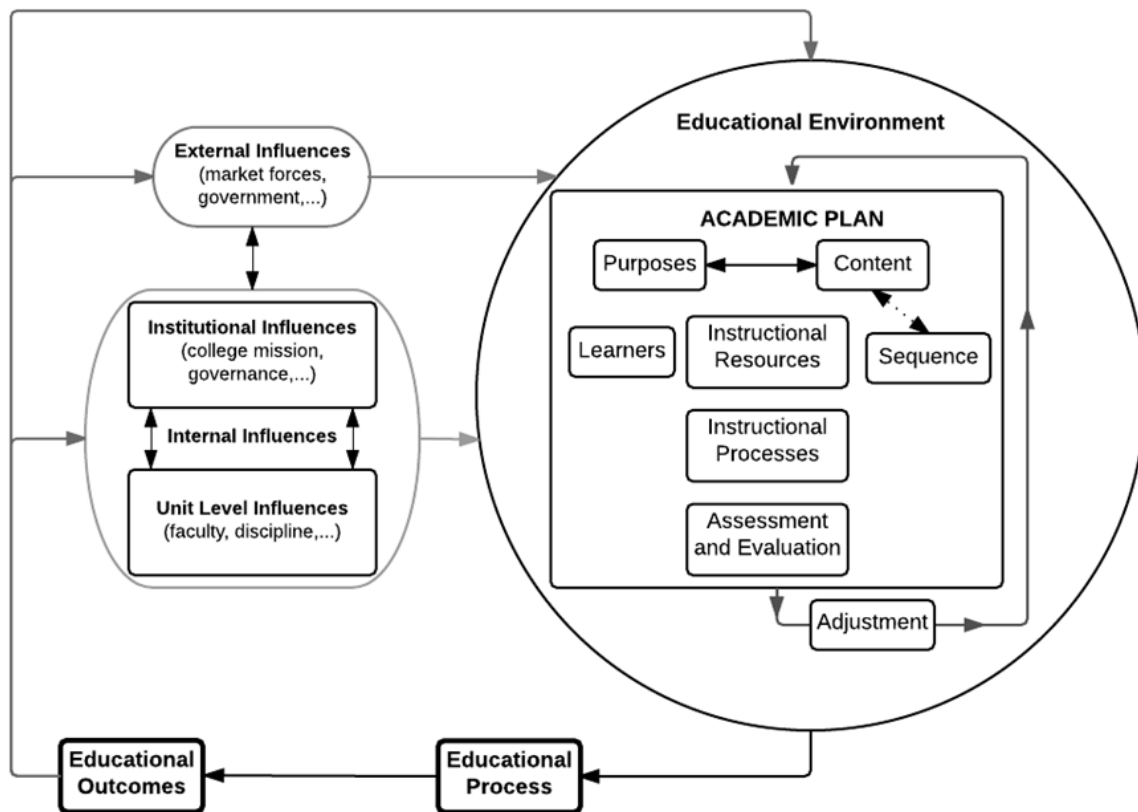 Educational Environment
External Influences
(market forces,
government,...)
ACADEMIC PLAN
Purposes
Content
Institutional Influences
(college mission,
governance,...)
Learners
Instructional
Resources
Sequence
Internal Influences
Instructional
Processes
Unit Level Influences
(faculty, discipline,...)
Assessment
and Evaluation
Adjustment
Educational
Outcomes
Educational
Process